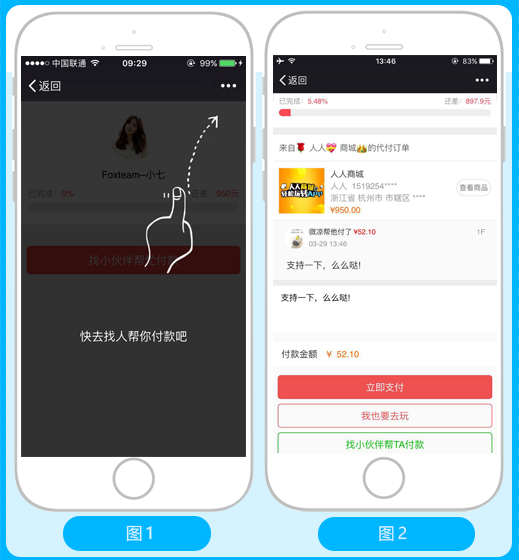 中国联通
09:29
99%
返回
Foxteam--小七
已完成: 0%
还差: 950元
找小伙伴帮
快去找人帮你付款吧
图1
13:46
83%
返回
已完成: 5.48%
还差: 897.9元
来自 人人 商城 的代付订单
人人商城
人人 1519254****
浙江省 杭州市 市辖区 ****
¥950.00
查看商品
微凉帮他付了 ¥52.10
1F
03-29 13:46
支持一下，么么哒!
支持一下，么么哒!
付款金额 ¥ 52.10
立即支付
我也要去玩
找小伙伴帮TA付款
图2